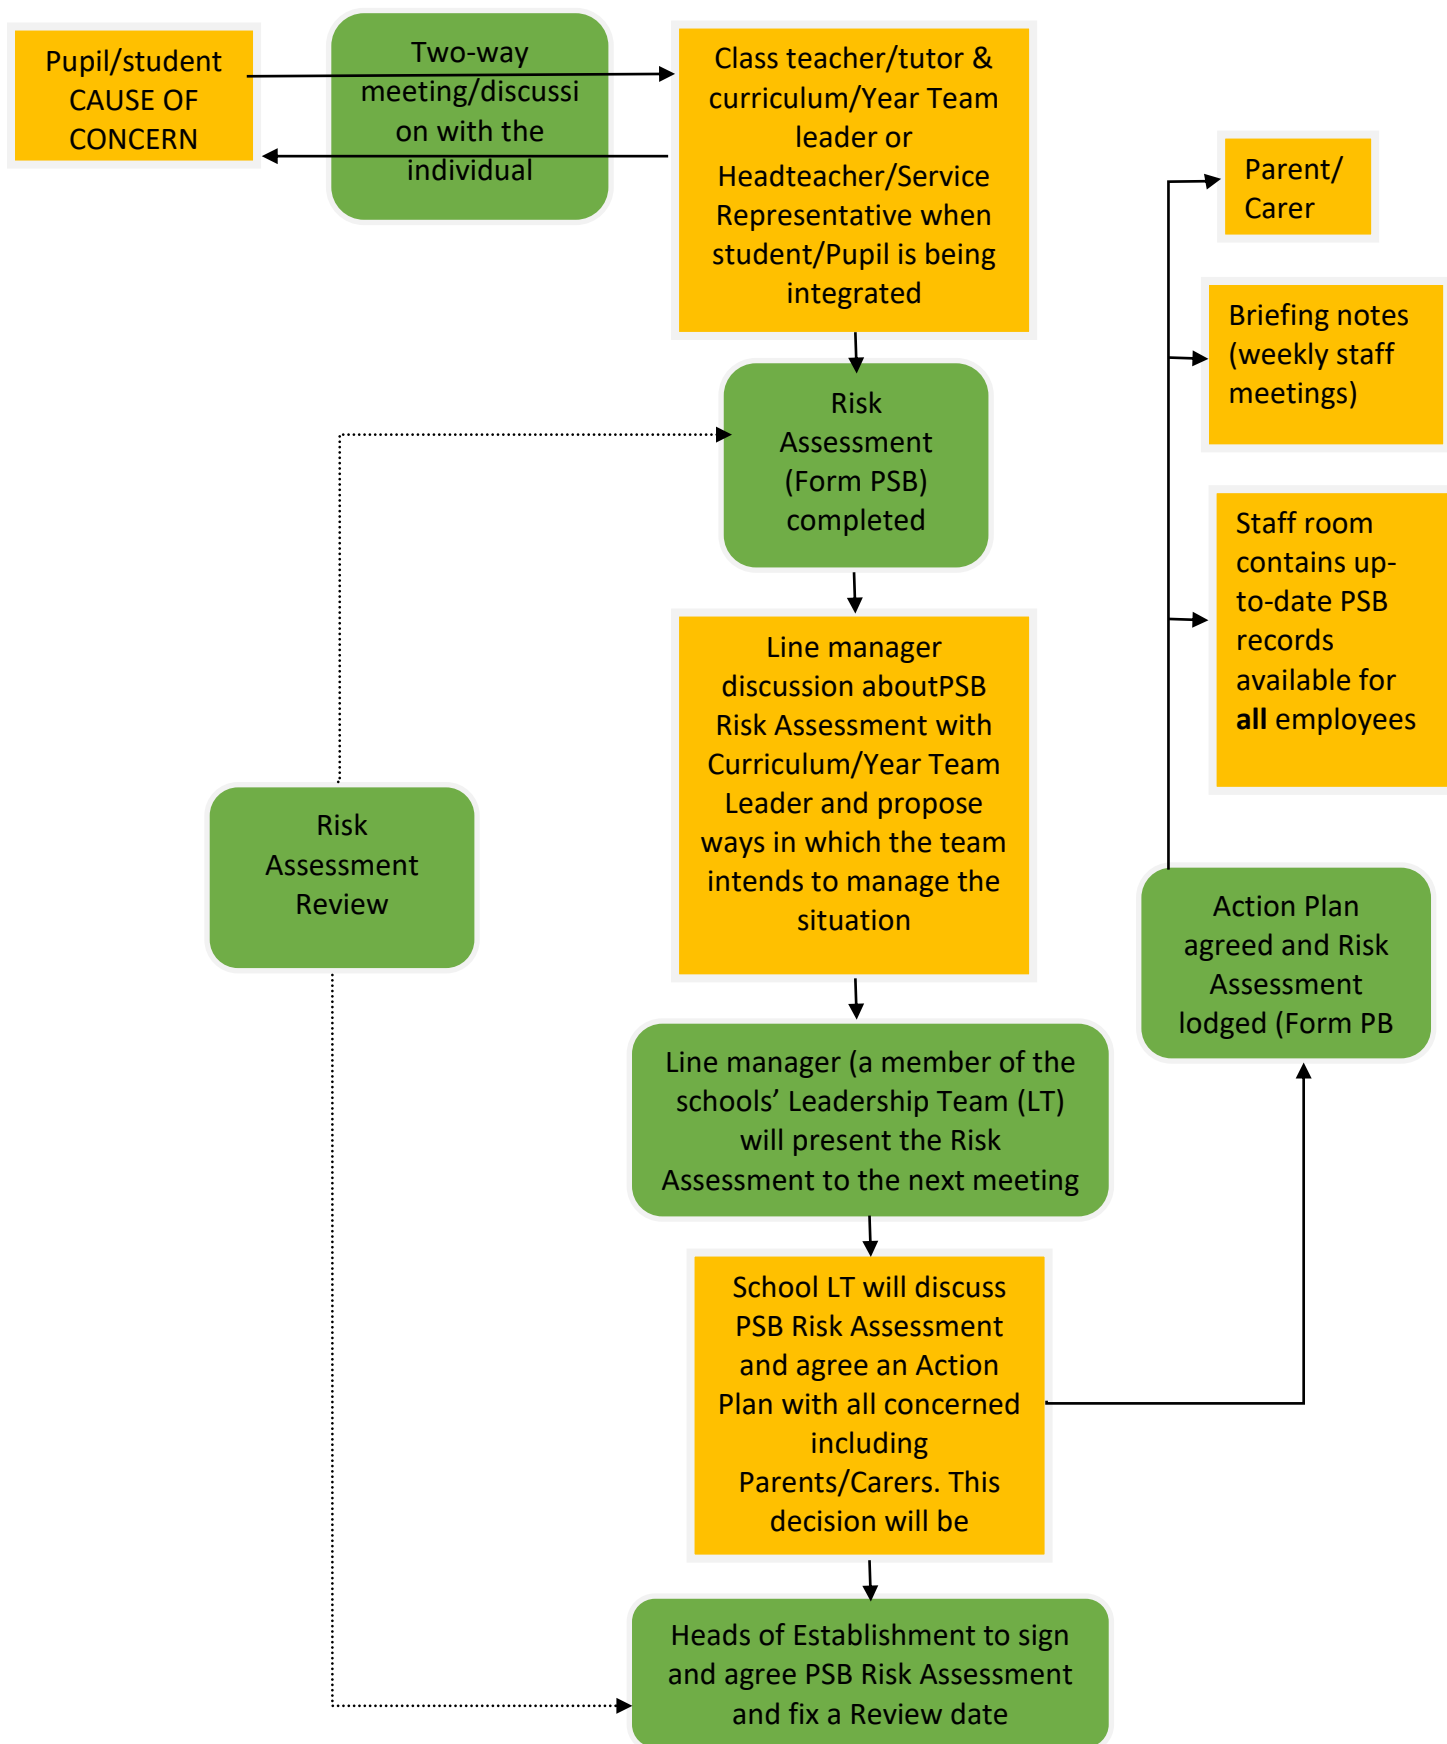 Pupil/student
CAUSE OF
CONCERN
Two-way
meeting/discussi
on with the
individual
Class teacher/tutor &
curriculum/Year Team
leader or
Headteacher/Service
Representative when
student/Pupil is being
integrated
Parent/
Carer
Briefing notes
(weekly staff
meetings)
Staff room
contains up-
to-date PSB
records
available for
all employees
Risk
Assessment
(Form PSB)
completed
Line manager
discussion aboutPSB
Risk Assessment with
Curriculum/Year Team
Leader and propose
ways in which the team
intends to manage the
situation
Risk
Assessment
Review
Action Plan
agreed and Risk
Assessment
lodged (Form PB
Line manager (a member of the
schools’ Leadership Team (LT)
will present the Risk
Assessment to the next meeting
School LT will discuss
PSB Risk Assessment
and agree an Action
Plan with all concerned
including
Parents/Carers. This
decision will be
Heads of Establishment to sign
and agree PSB Risk Assessment
and fix a Review date